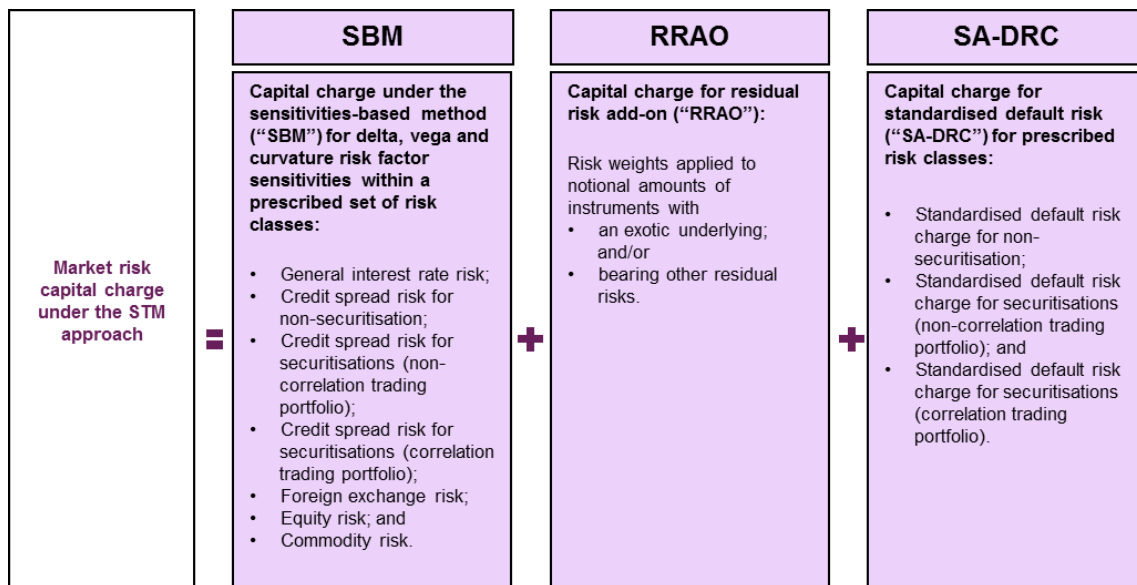 Market risk
capital charge
under the STM
approach
=
SBM
Capital charge under the
sensitivities-based method
(“SBM”) for delta, vega and
curvature risk factor
sensitivities within a
prescribed set of risk
classes:
• General interest rate risk;
• Credit spread risk for
non-securitisation;
• Credit spread risk for
securitisations (non-
correlation trading
portfolio);
• Credit spread risk for
securitisations (correlation
trading portfolio);
• Foreign exchange risk;
• Equity risk; and
• Commodity risk.
+
RRAO
Capital charge for residual
risk add-on (“RRAO”):
Risk weights applied to
notional amounts of
instruments with
• an exotic underlying;
and/or
• bearing other residual
risks.
+
SA-DRC
Capital charge for
standardised default risk
(“SA-DRC”) for prescribed
risk classes:
• Standardised default risk
charge for non-
securitisation;
• Standardised default risk
charge for securitisations
(non-correlation trading
portfolio); and
• Standardised default risk
charge for securitisations
(correlation trading
portfolio).